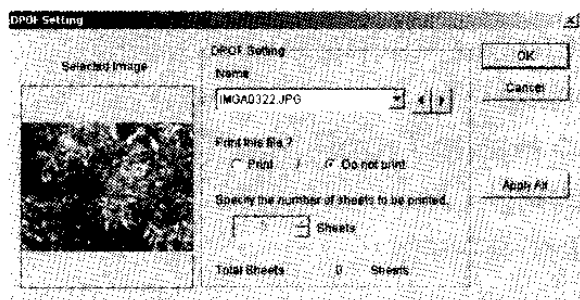 DPOF Setting
Selected Image
DPOF Setting
Name
IMGA0322.JPG
Print this file ?
Print / Do not print
Specify the number of sheets to be printed.
0 Sheets
Total Sheets 0 Sheets
OK
Cancel
Apply All